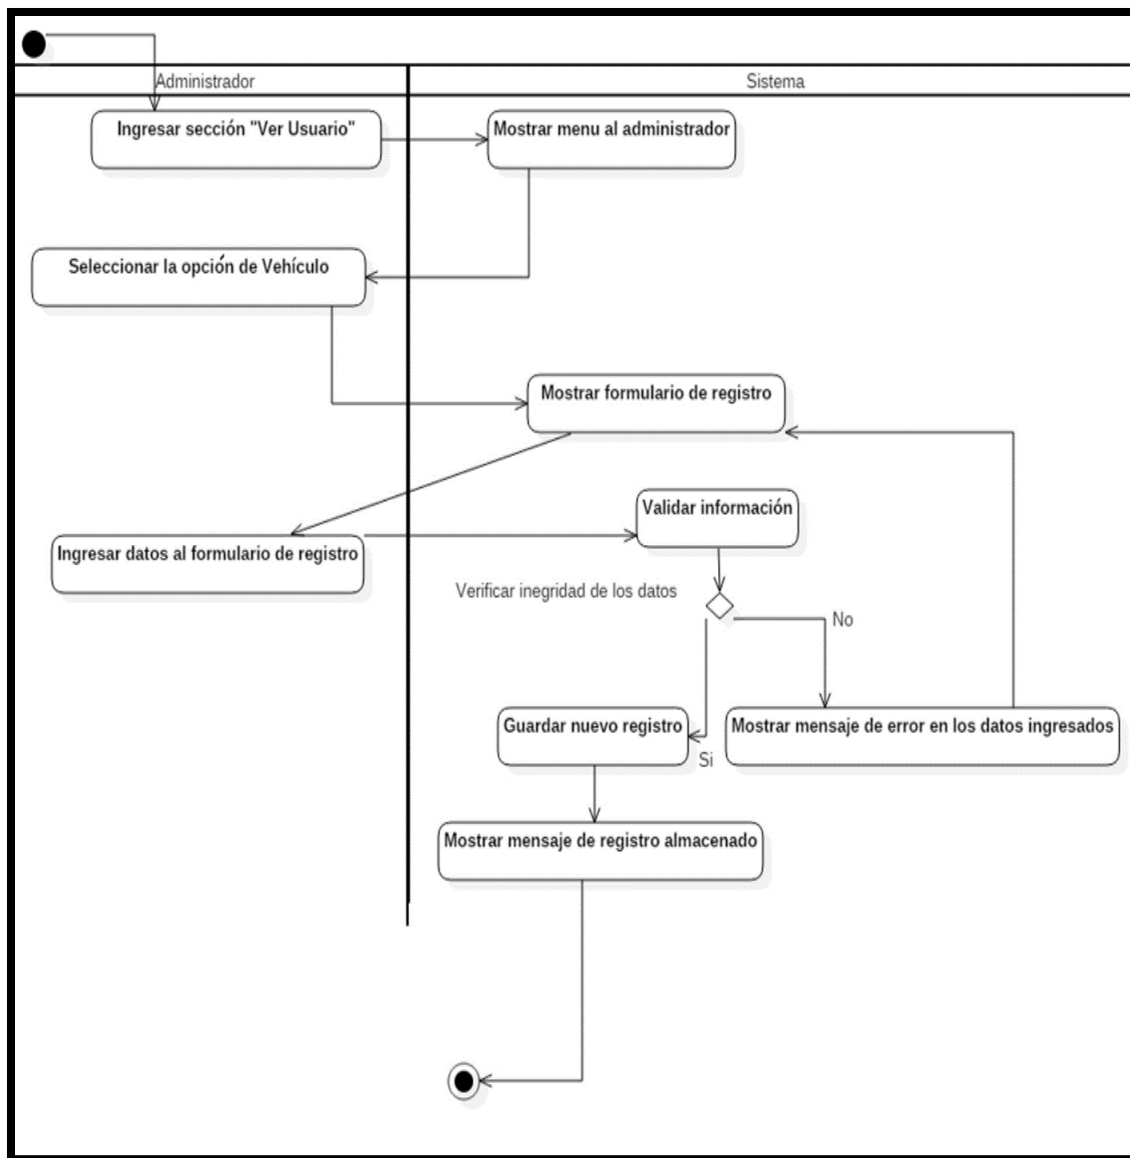 Administrador
Sistema
Ingresar sección "Ver Usuario"
Mostrar menu al administrador
Seleccionar la opción de Vehículo
Mostrar formulario de registro
Validar información
Ingresar datos al formulario de registro
Verificar inegridad de los datos
No
Guardar nuevo registro
Mostrar mensaje de error en los datos ingresados
Si
Mostrar mensaje de registro almacenado